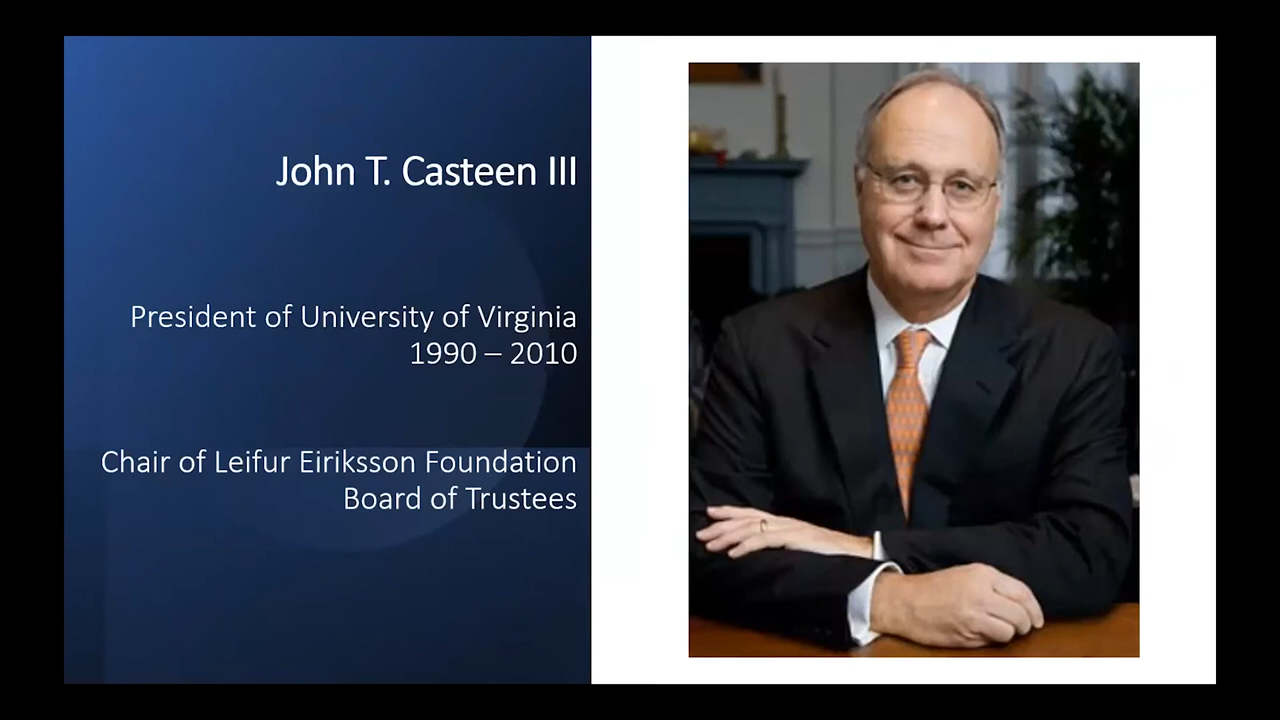 John T. Casteen III
President of University of Virginia
1990 – 2010
Chair of Leifur Eiriksson Foundation
Board of Trustees